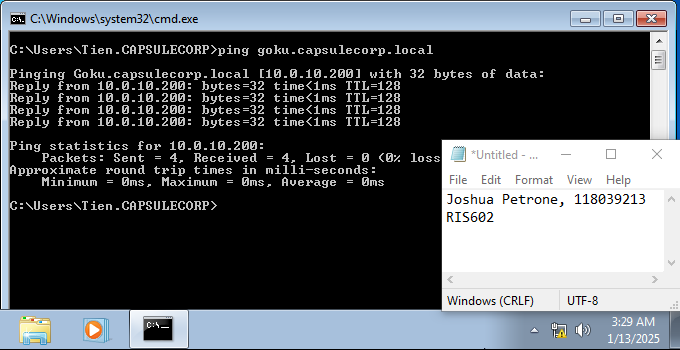 C:\Windows\system32\cmd.exe
C:\Users\Tien.CAPSULECORP>ping goku.capsulecorp.local
Pinging Goku.capsulecorp.local [10.0.10.200] with 32 bytes of data:
Reply from 10.0.10.200: bytes=32 time<1ms TTL=128
Reply from 10.0.10.200: bytes=32 time<1ms TTL=128
Reply from 10.0.10.200: bytes=32 time<1ms TTL=128
Reply from 10.0.10.200: bytes=32 time<1ms TTL=128
Ping statistics for 10.0.10.200:
Packets: Sent = 4, Received = 4, Lost = 0 (0% loss
Approximate round trip times in milli-seconds:
Minimum = 0ms, Maximum = 0ms, Average = 0ms
C:\Users\Tien.CAPSULECORP>
*Untitled - ...
File Edit Format View Help
Joshua Petrone, 118039213
RIS602
Windows (CRLF) UTF-8
C:\
3:29 AM
1/13/2025